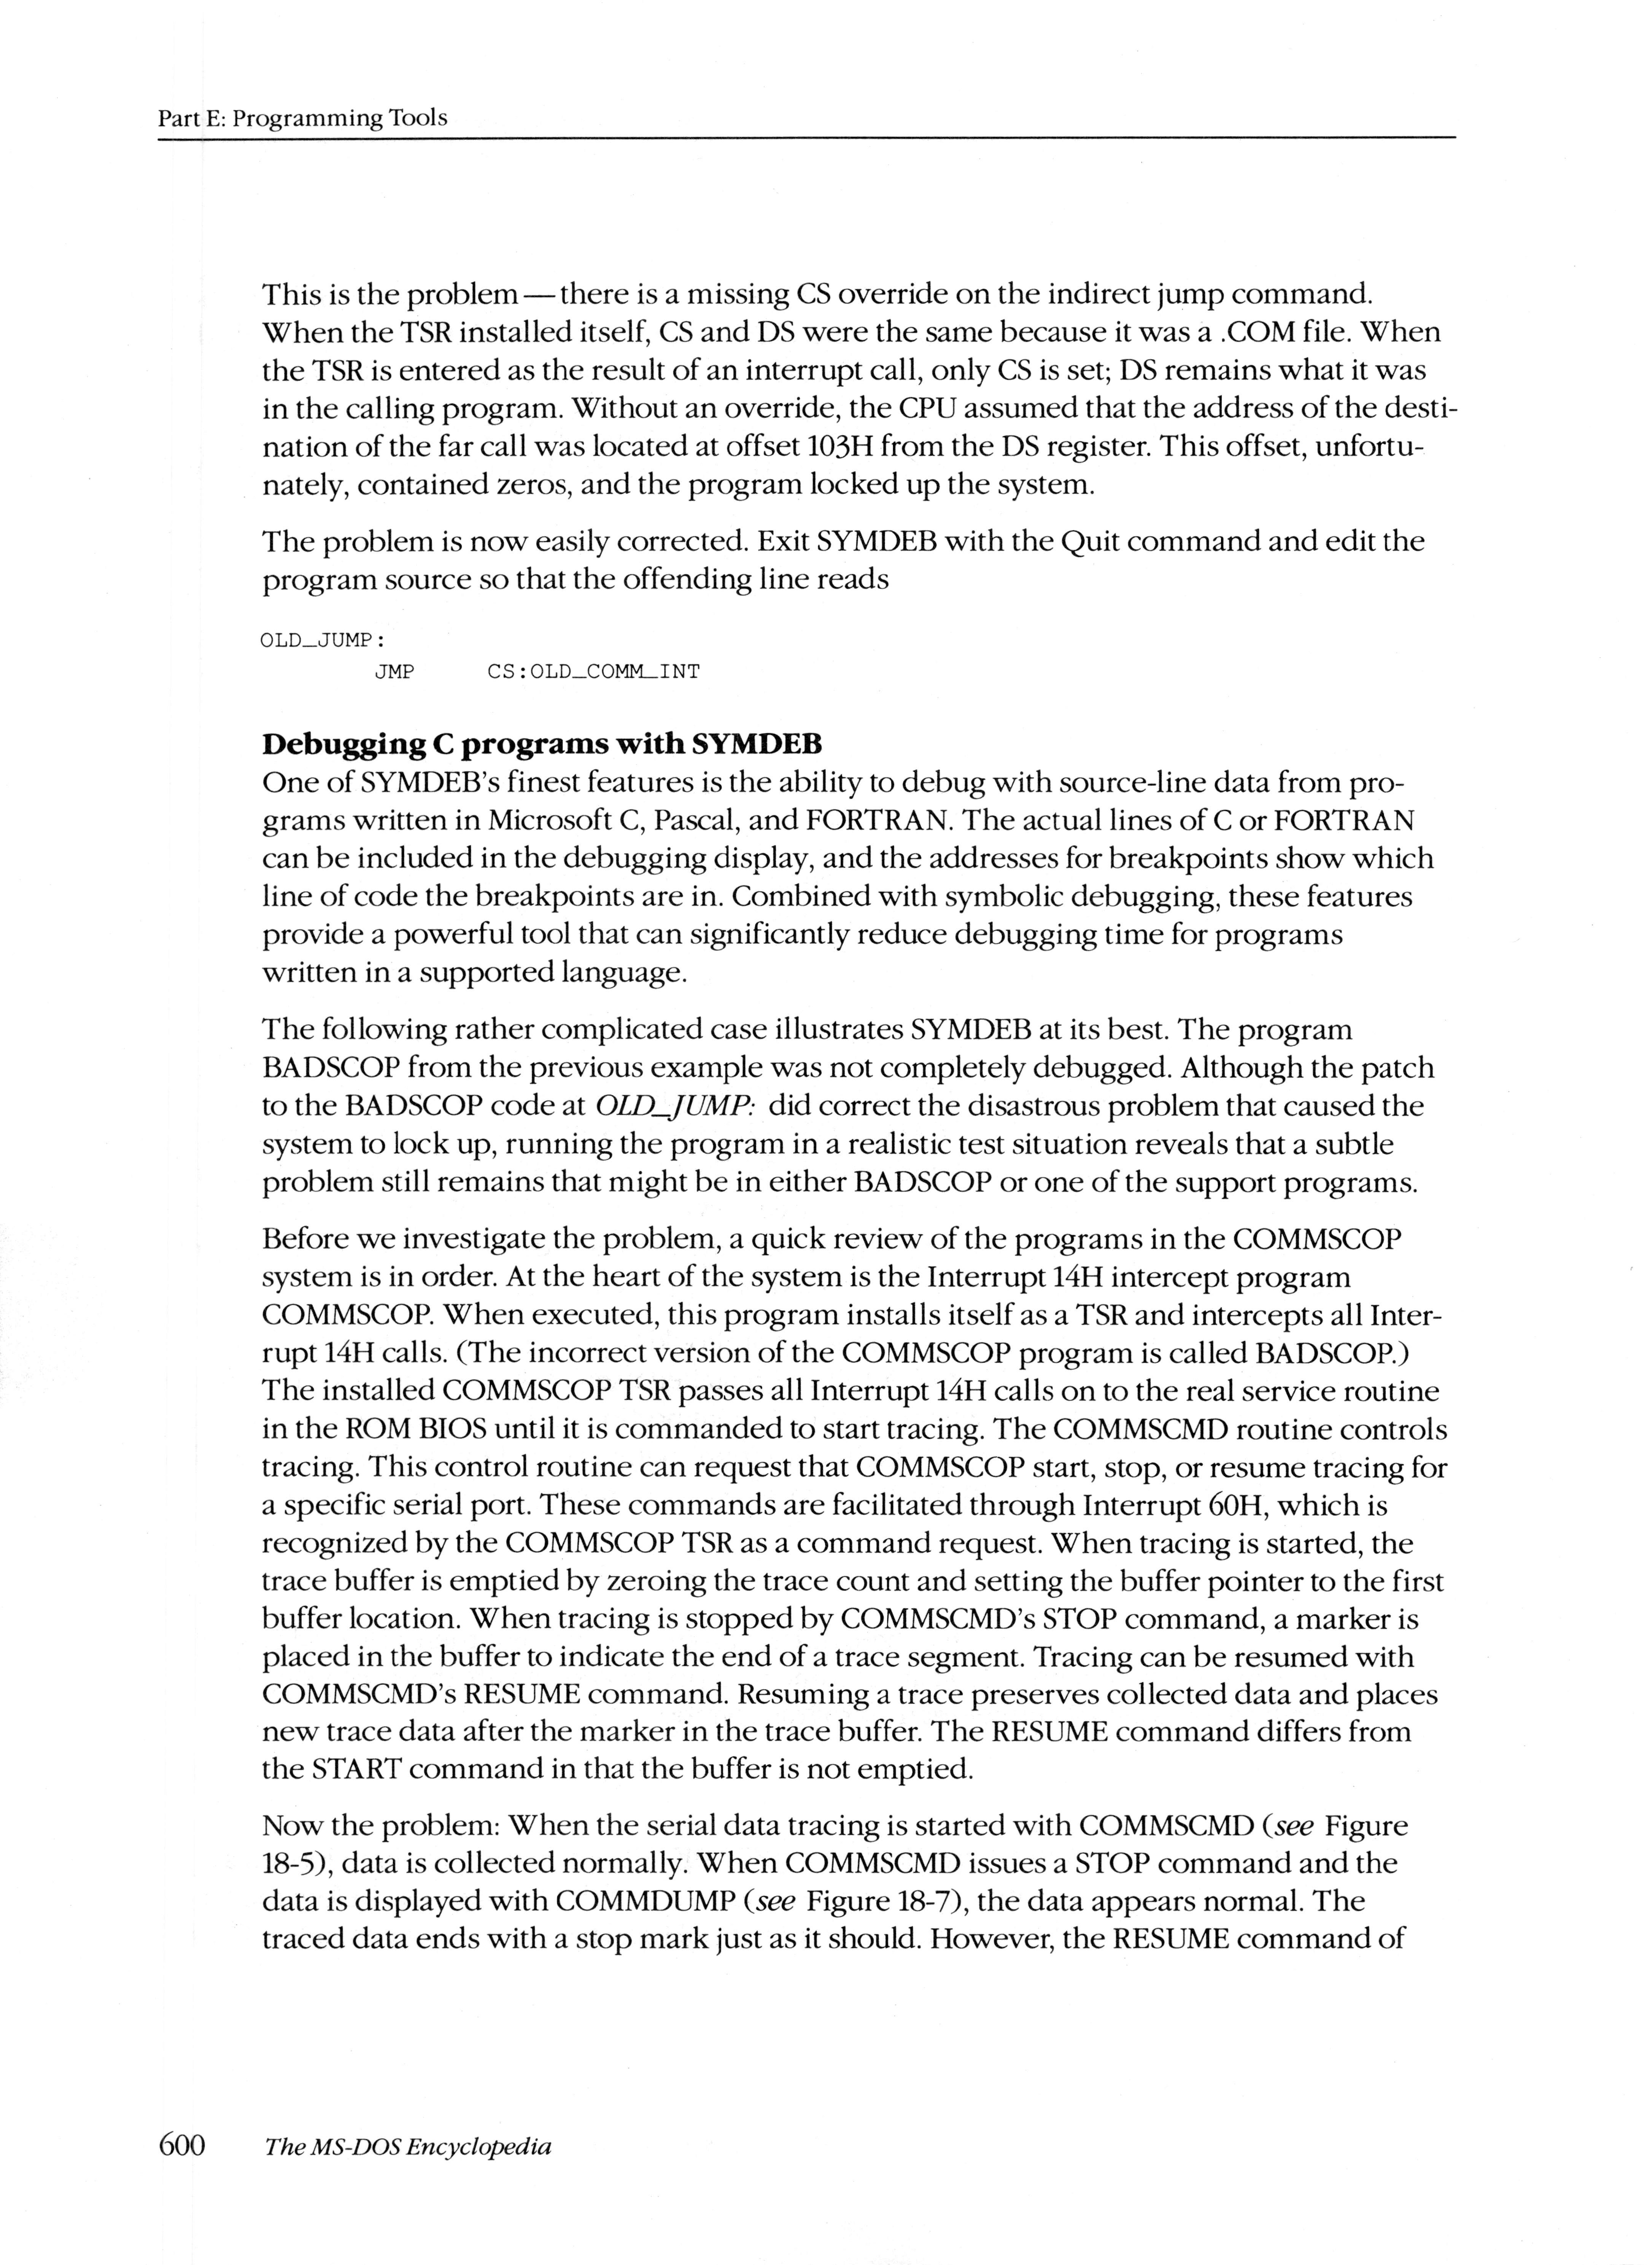 Part E: Programming Tools
This is the problem — there is a missing CS override on the indirect jump command.
When the TSR installed itself, CS and DS were the same because it was a .COM file. When
the TSR is entered as the result of an interrupt call, only CS is set; DS remains what it was
in the calling program. Without an override, the CPU assumed that the address of the desti-
nation of the far call was located at offset 103H from the DS register. This offset, unfortu-
nately, contained zeros, and the program locked up the system.
The problem is now easily corrected. Exit SYMDEB with the Quit command and edit the
program source so that the offending line reads
OLD_JUMP:
JMP CS:OLD_COMM_INT
Debugging C programs with SYMDEB
One of SYMDEB's finest features is the ability to debug with source-line data from pro-
grams written in Microsoft C, Pascal, and FORTRAN. The actual lines of C or FORTRAN
can be included in the debugging display, and the addresses for breakpoints show which
line of code the breakpoints are in. Combined with symbolic debugging, these features
provide a powerful tool that can significantly reduce debugging time for programs
written in a supported language.
The following rather complicated case illustrates SYMDEB at its best. The program
BADSCOP from the previous example was not completely debugged. Although the patch
to the BADSCOP code at OLD_JUMP: did correct the disastrous problem that caused the
system to lock up, running the program in a realistic test situation reveals that a subtle
problem still remains that might be in either BADSCOP or one of the support programs.
Before we investigate the problem, a quick review of the programs in the COMMSCOP
system is in order. At the heart of the system is the Interrupt 14H intercept program
COMMSCOP. When executed, this program installs itself as a TSR and intercepts all Inter-
rupt 14H calls. (The incorrect version of the COMMSCOP program is called BADSCOP.)
The installed COMMSCOP TSR passes all Interrupt 14H calls on to the real service routine
in the ROM BIOS until it is commanded to start tracing. The COMMSCMD routine controls
tracing. This control routine can request that COMMSCOP start, stop, or resume tracing for
a specific serial port. These commands are facilitated through Interrupt 60H, which is
recognized by the COMMSCOP TSR as a command request. When tracing is started, the
trace buffer is emptied by zeroing the trace count and setting the buffer pointer to the first
buffer location. When tracing is stopped by COMMSCMD's STOP command, a marker is
placed in the buffer to indicate the end of a trace segment. Tracing can be resumed with
COMMSCMD's RESUME command. Resuming a trace preserves collected data and places
new trace data after the marker in the trace buffer. The RESUME command differs from
the START command in that the buffer is not emptied.
Now the problem: When the serial data tracing is started with COMMSCMD (see Figure
18-5), data is collected normally. When COMMSCMD issues a STOP command and the
data is displayed with COMMDUMP (see Figure 18-7), the data appears normal. The
traced data ends with a stop mark just as it should. However, the RESUME command of
600 The MS-DOS Encyclopedia